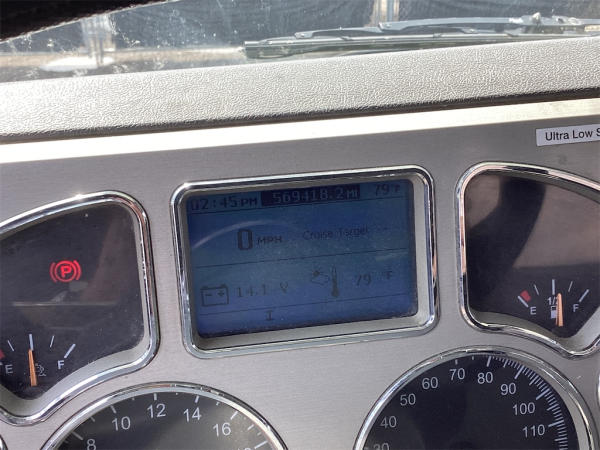 Ultra Low S
02:45 PM 569418.2 MI 79 °F
0 MPH Cruise Target --
14.1 V 79 °F
I
P
E F
E 1/2 F
8 10 12 14 16
30 40 50 60 70 80 90 100 110